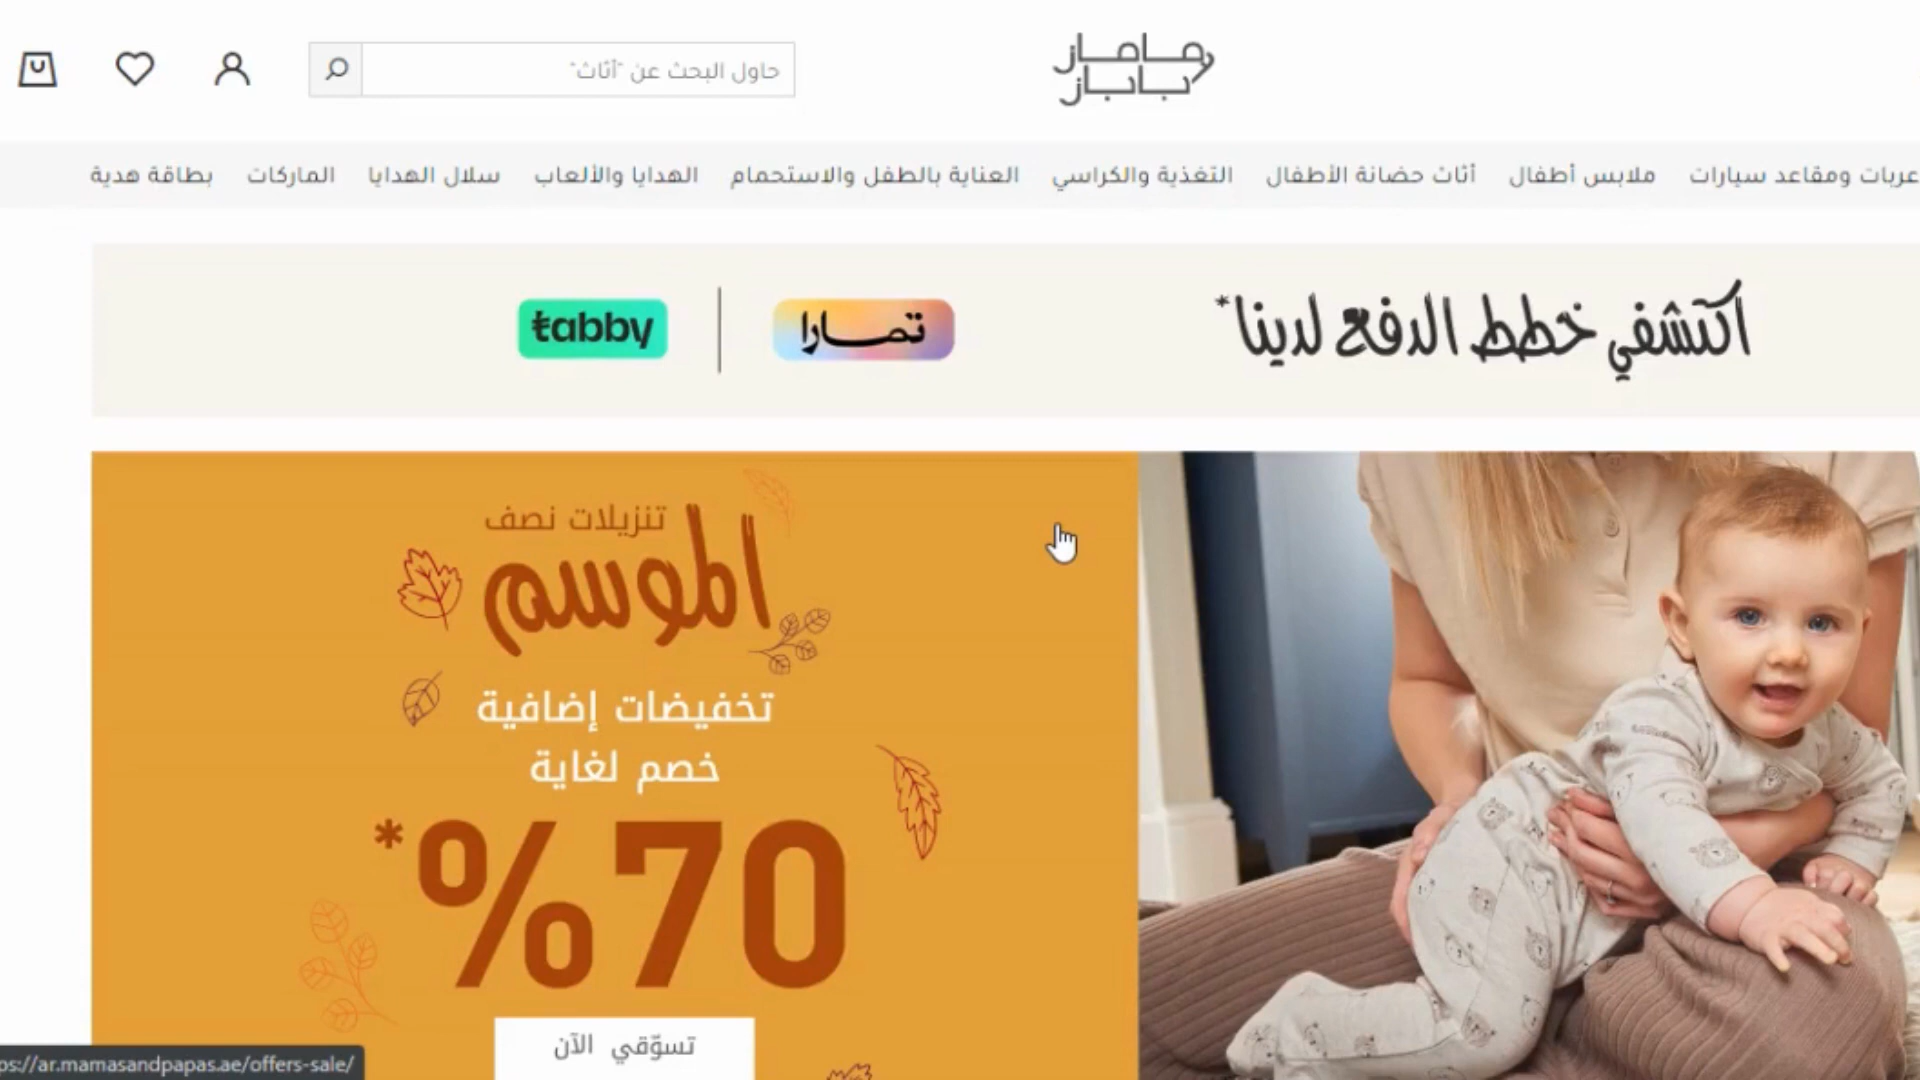 ماماز
باباز
حاول البحث عن "أثاث"
عربات ومقاعد سيارات
ملابس أطفال
أثاث حضانة الأطفال
التغذية والكراسي
العناية بالطفل والاستحمام
الهدايا والألعاب
سلال الهدايا
الماركات
بطاقة هدية
اكتشفي خطط الدفع لدينا*
تمارا
tabby
تنزيلات نصف
الموسم
تخفيضات إضافية
خصم لغاية
70%*
تسوّقي الآن
ps://ar.mamasandpapas.ae/offers-sale/